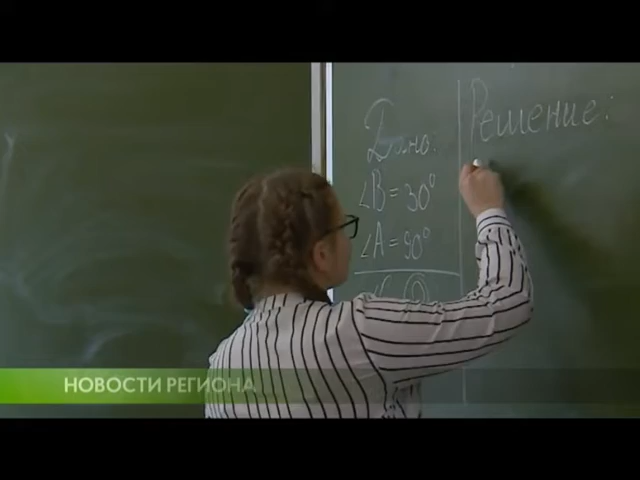 Дано:
∠B = 30°
∠A = 90°
Решение:
НОВОСТИ РЕГИОНА